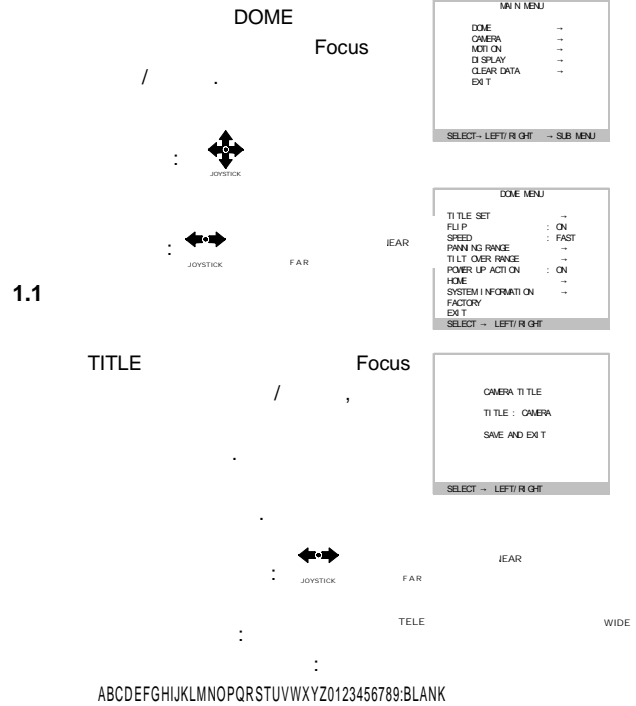 DOME
Focus
/ .
:
JOYSTICK
:
JOYSTICK
FAR
1.1
TITLE Focus
/ ,
.
.
:
JOYSTICK
FAR
TELE WIDE
:
:
ABCDEFGHIJKLMNOPQRSTUVWXYZ0123456789:BLANK
MAIN MENU
DOME →
CAMERA →
MOTION →
DISPLAY →
CLEAR DATA →
EXIT
SELECT→ LEFT/RIGHT → SUB MENU
DOME MENU
TITLE SET →
FLIP : ON
SPEED : FAST
PANNING RANGE →
TILT OVER RANGE →
POWER UP ACTION : ON
HOME →
SYSTEM INFORMATION →
FACTORY
EXIT
SELECT → LEFT/RIGHT
CAMERA TITLE
TITLE : CAMERA
SAVE AND EXIT
SELECT → LEFT/RIGHT